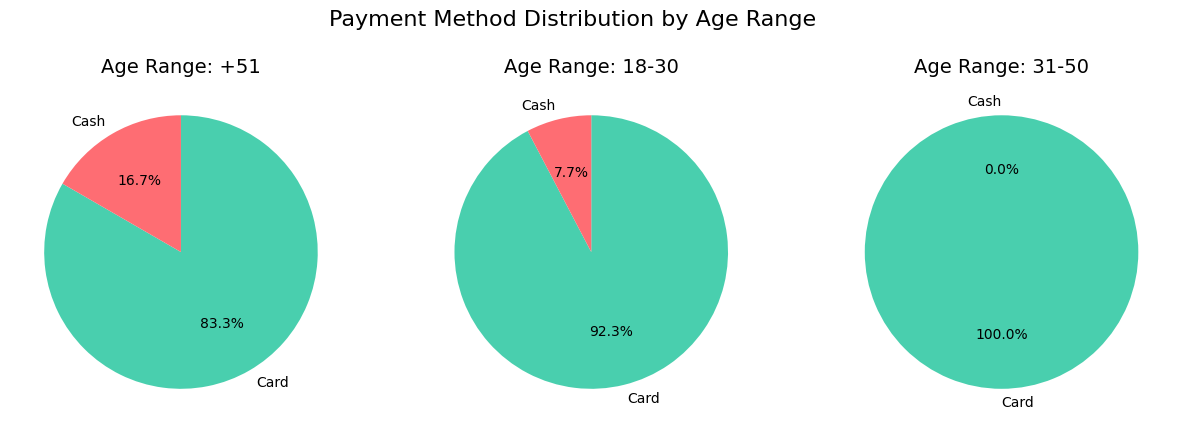 Payment Method Distribution by Age Range
Age Range: +51
Cash
16.7%
83.3%
Card
Age Range: 18-30
Cash
7.7%
92.3%
Card
Age Range: 31-50
Cash
0.0%
100.0%
Card